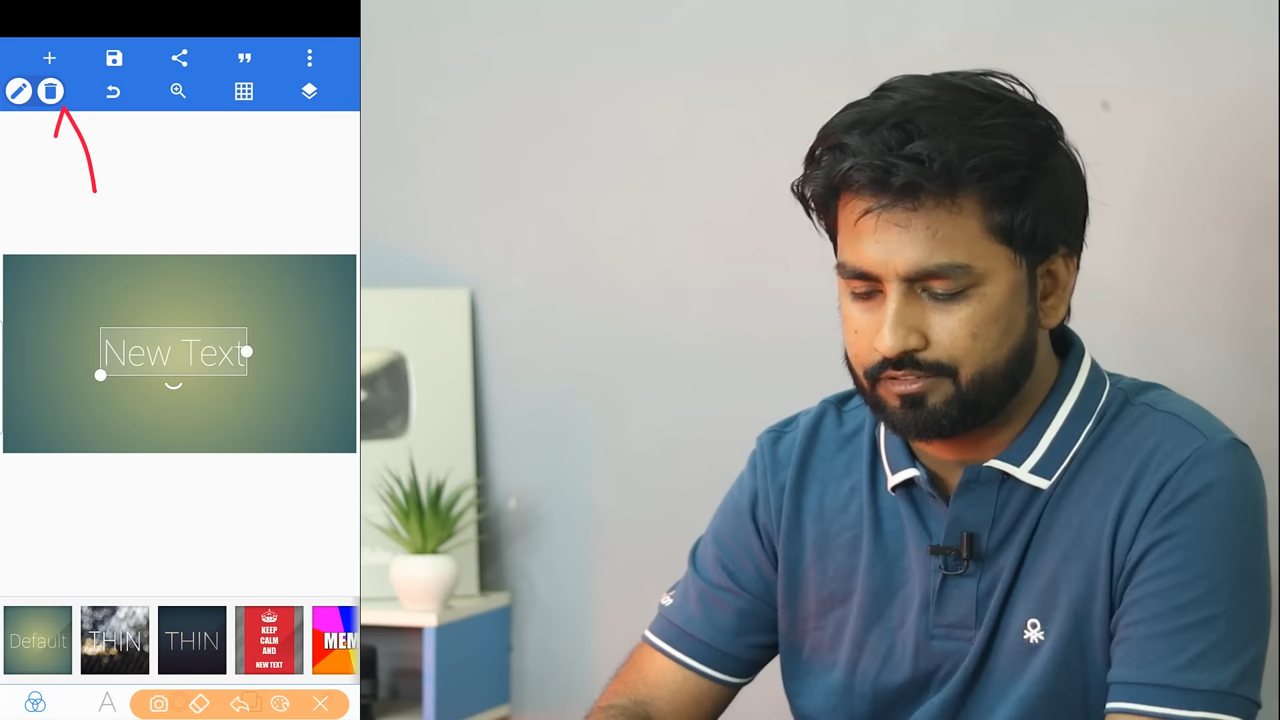 New Text
Default
THIN
THIN
KEEP
CALM
AND
NEW TEXT
MEM
A